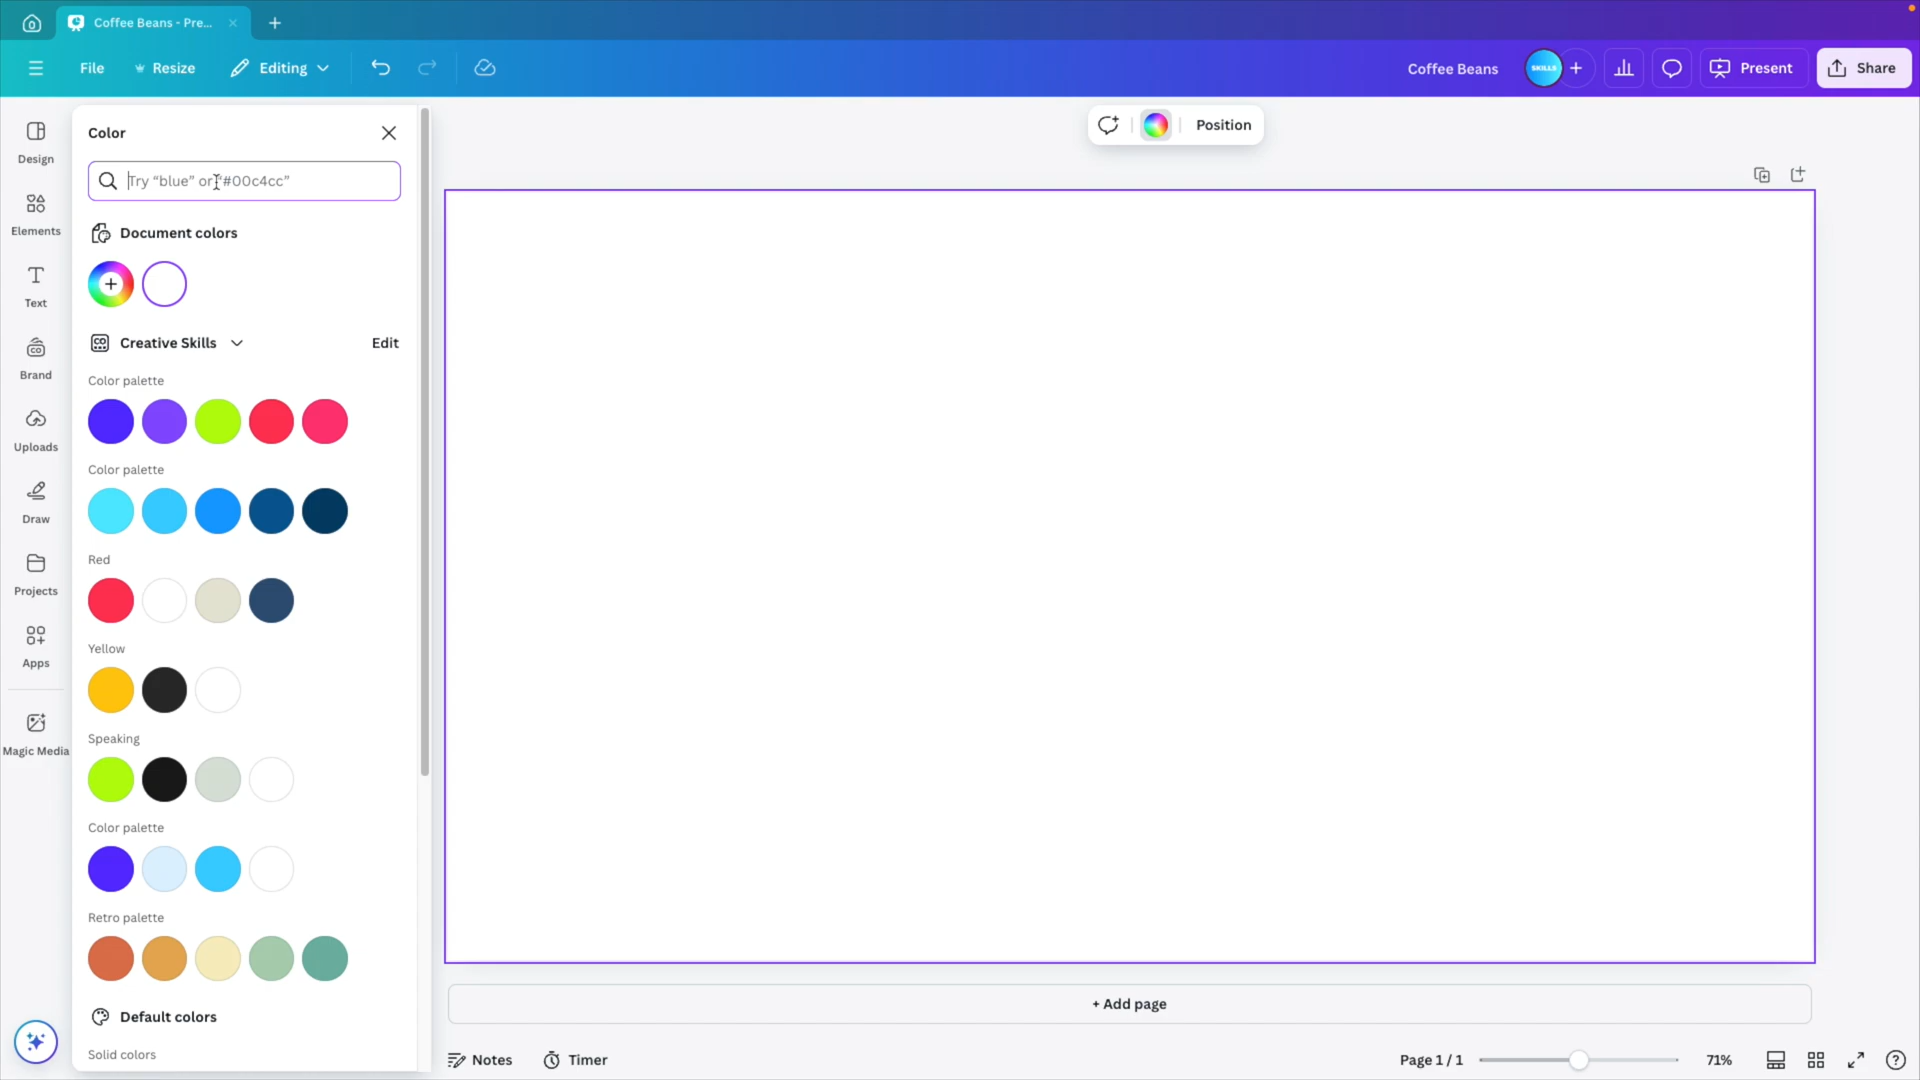 Coffee Beans - Pre...
File
Resize
Editing
Coffee Beans
SKILLS
Present
Share
Design
Elements
Text
Brand
Uploads
Draw
Projects
Apps
Magic Media
Color
Try “blue” or “#00c4cc”
Document colors
Creative Skills
Edit
Color palette
Color palette
Red
Yellow
Speaking
Color palette
Retro palette
Default colors
Solid colors
Position
+ Add page
Notes
Timer
Page 1 / 1
71%